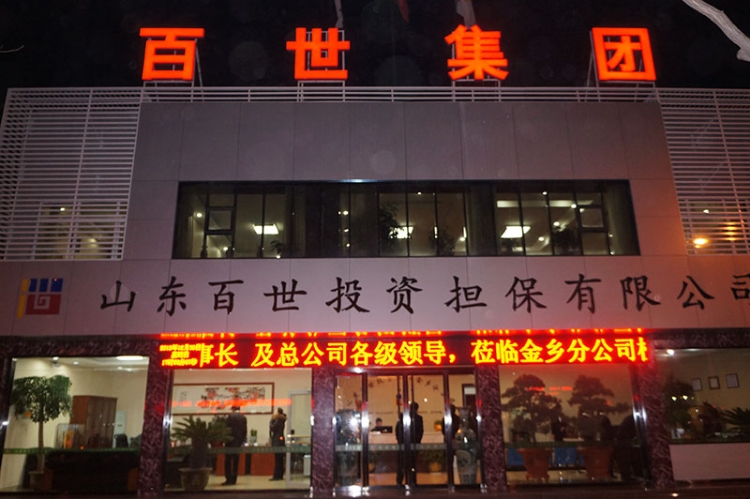 百世集团
山东百世投资担保有限公司
事长 及总公司各级领导，莅临金乡分公司